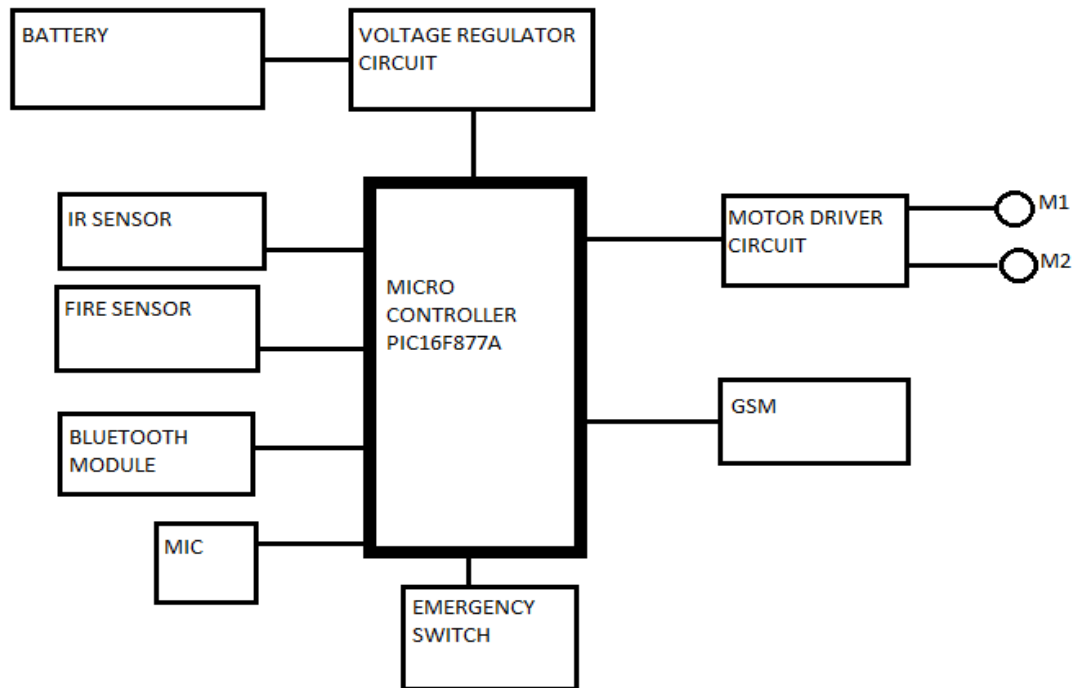 BATTERY
VOLTAGE REGULATOR
CIRCUIT
IR SENSOR
MOTOR DRIVER
CIRCUIT
M1
M2
FIRE SENSOR
MICRO
CONTROLLER
PIC16F877A
GSM
BLUETOOTH
MODULE
MIC
EMERGENCY
SWITCH